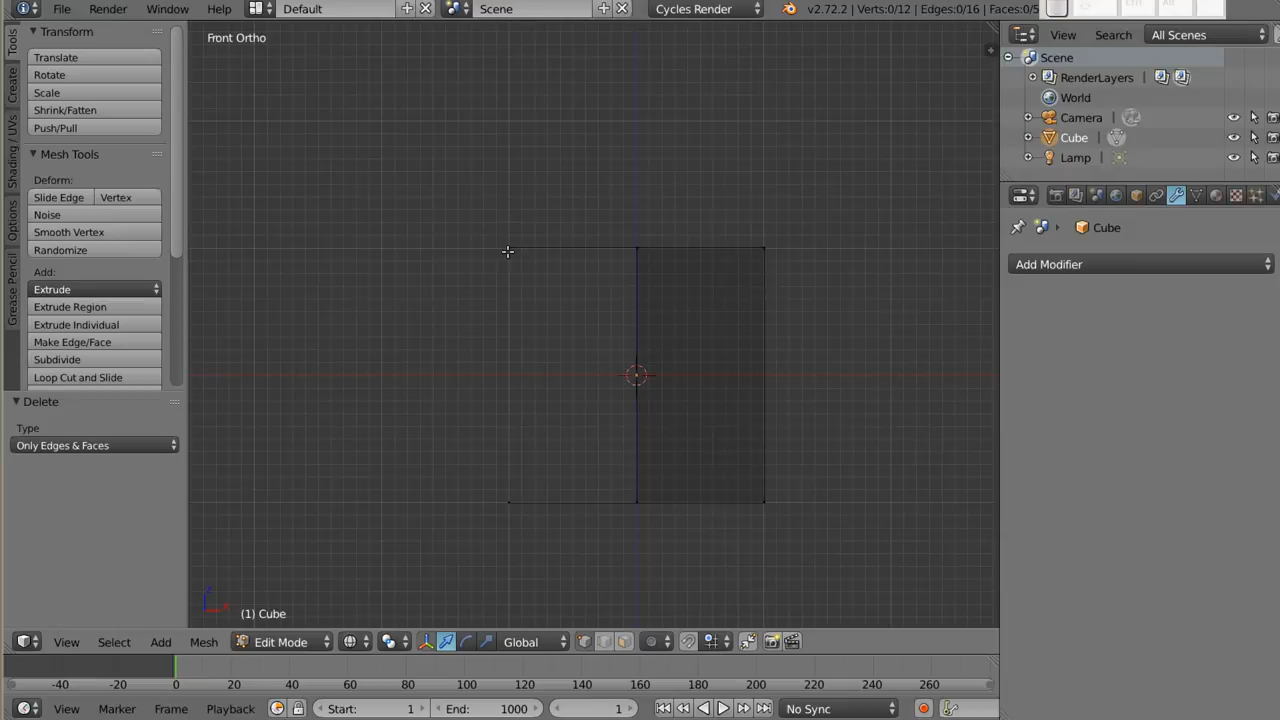 File Render Window Help Default Scene Cycles Render v2.72.2 | Verts:0/12 | Edges:0/16 | Faces:0/5
Tools
Create
Shading / UVs
Options
Grease Pencil
Transform
Translate
Rotate
Scale
Shrink/Fatten
Push/Pull
Mesh Tools
Deform:
Slide Edge Vertex
Noise
Smooth Vertex
Randomize
Add:
Extrude
Extrude Region
Extrude Individual
Make Edge/Face
Subdivide
Loop Cut and Slide
Delete
Type
Only Edges & Faces
Front Ortho
(1) Cube
View Select Add Mesh Edit Mode Global
-40 -20 0 20 40 60 80 100 120 140 160 180 200 220 240 260
View Marker Frame Playback Start: 1 End: 1000 1 No Sync
View Search All Scenes
Scene
RenderLayers |
World
Camera |
Cube |
Lamp |
Cube
Add Modifier